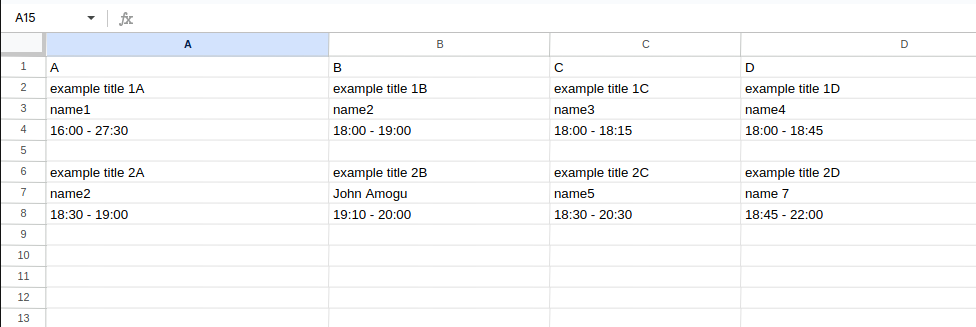 A15 fx
A B C D
1 A B C D
2 example title 1A example title 1B example title 1C example title 1D
3 name1 name2 name3 name4
4 16:00 - 27:30 18:00 - 19:00 18:00 - 18:15 18:00 - 18:45
5
6 example title 2A example title 2B example title 2C example title 2D
7 name2 John Amogu name5 name 7
8 18:30 - 19:00 19:10 - 20:00 18:30 - 20:30 18:45 - 22:00
9
10
11
12
13